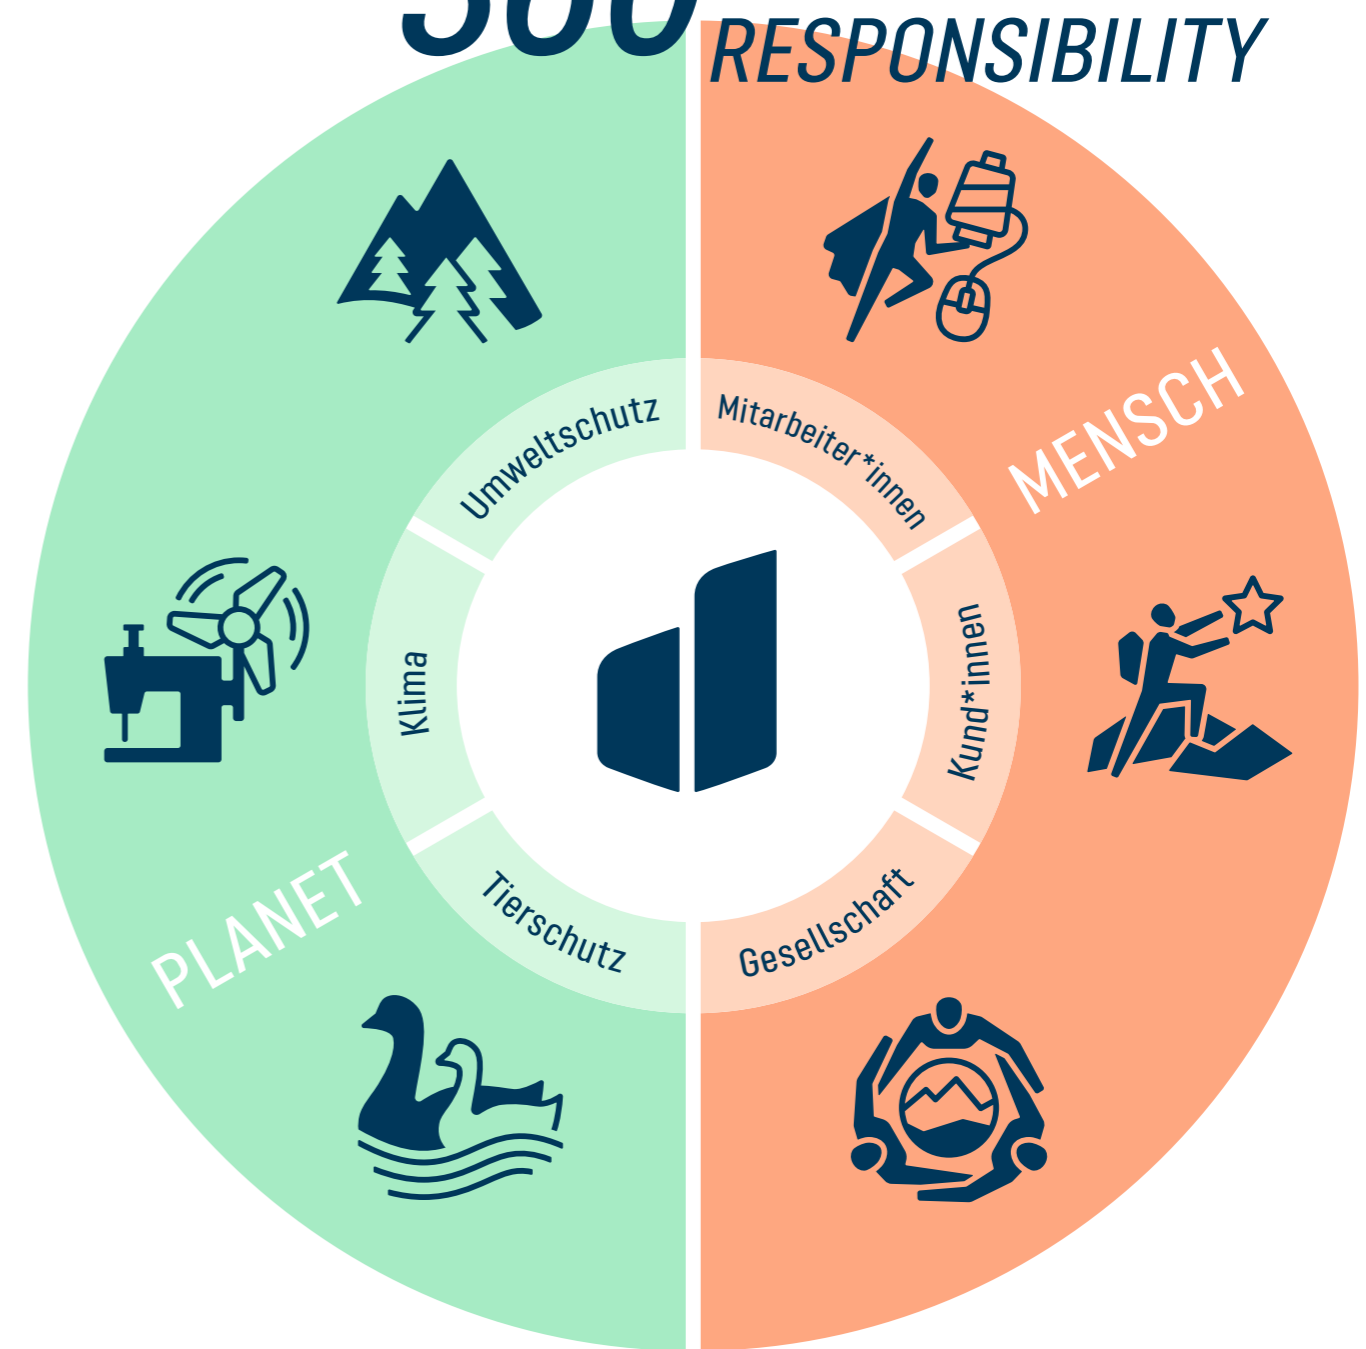 RESPONSIBILITY
Umweltschutz
Mitarbeiter*innen
MENSCH
Klima
Kund*innen
PLANET
Tierschutz
Gesellschaft